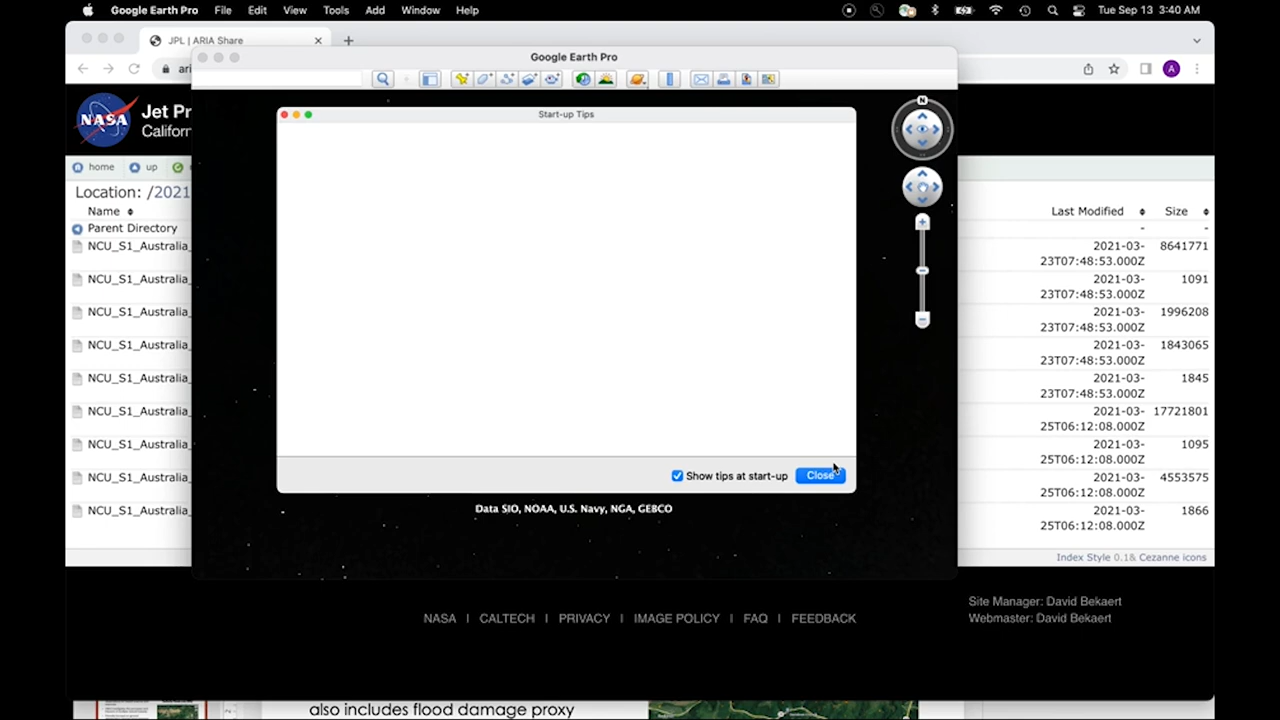 Google Earth Pro File Edit View Tools Add Window Help Tue Sep 13 3:40 AM
JPL | ARIA Share
Google Earth Pro
A
Jet Pr
NASA
Califorr
N
Start-up Tips
home up
Location: /2021
Name Last Modified Size
Parent Directory - -
NCU_S1_Australia_ 2021-03-23T07:48:53.000Z 8641771
NCU_S1_Australia_ 2021-03-23T07:48:53.000Z 1091
NCU_S1_Australia_ 2021-03-23T07:48:53.000Z 1996208
NCU_S1_Australia_ 2021-03-23T07:48:53.000Z 1843065
NCU_S1_Australia_ 2021-03-23T07:48:53.000Z 1845
NCU_S1_Australia_ 2021-03-25T06:12:08.000Z 17721801
NCU_S1_Australia_ 2021-03-25T06:12:08.000Z 1095
NCU_S1_Australia_ 2021-03-25T06:12:08.000Z 4553575
NCU_S1_Australia_ 2021-03-25T06:12:08.000Z 1866
Show tips at start-up Close
Data SIO, NOAA, U.S. Navy, NGA, GEBCO
Index Style 0.1& Cezanne icons
NASA | CALTECH | PRIVACY | IMAGE POLICY | FAQ | FEEDBACK
Site Manager: David Bekaert
Webmaster: David Bekaert
also includes flood damage proxy